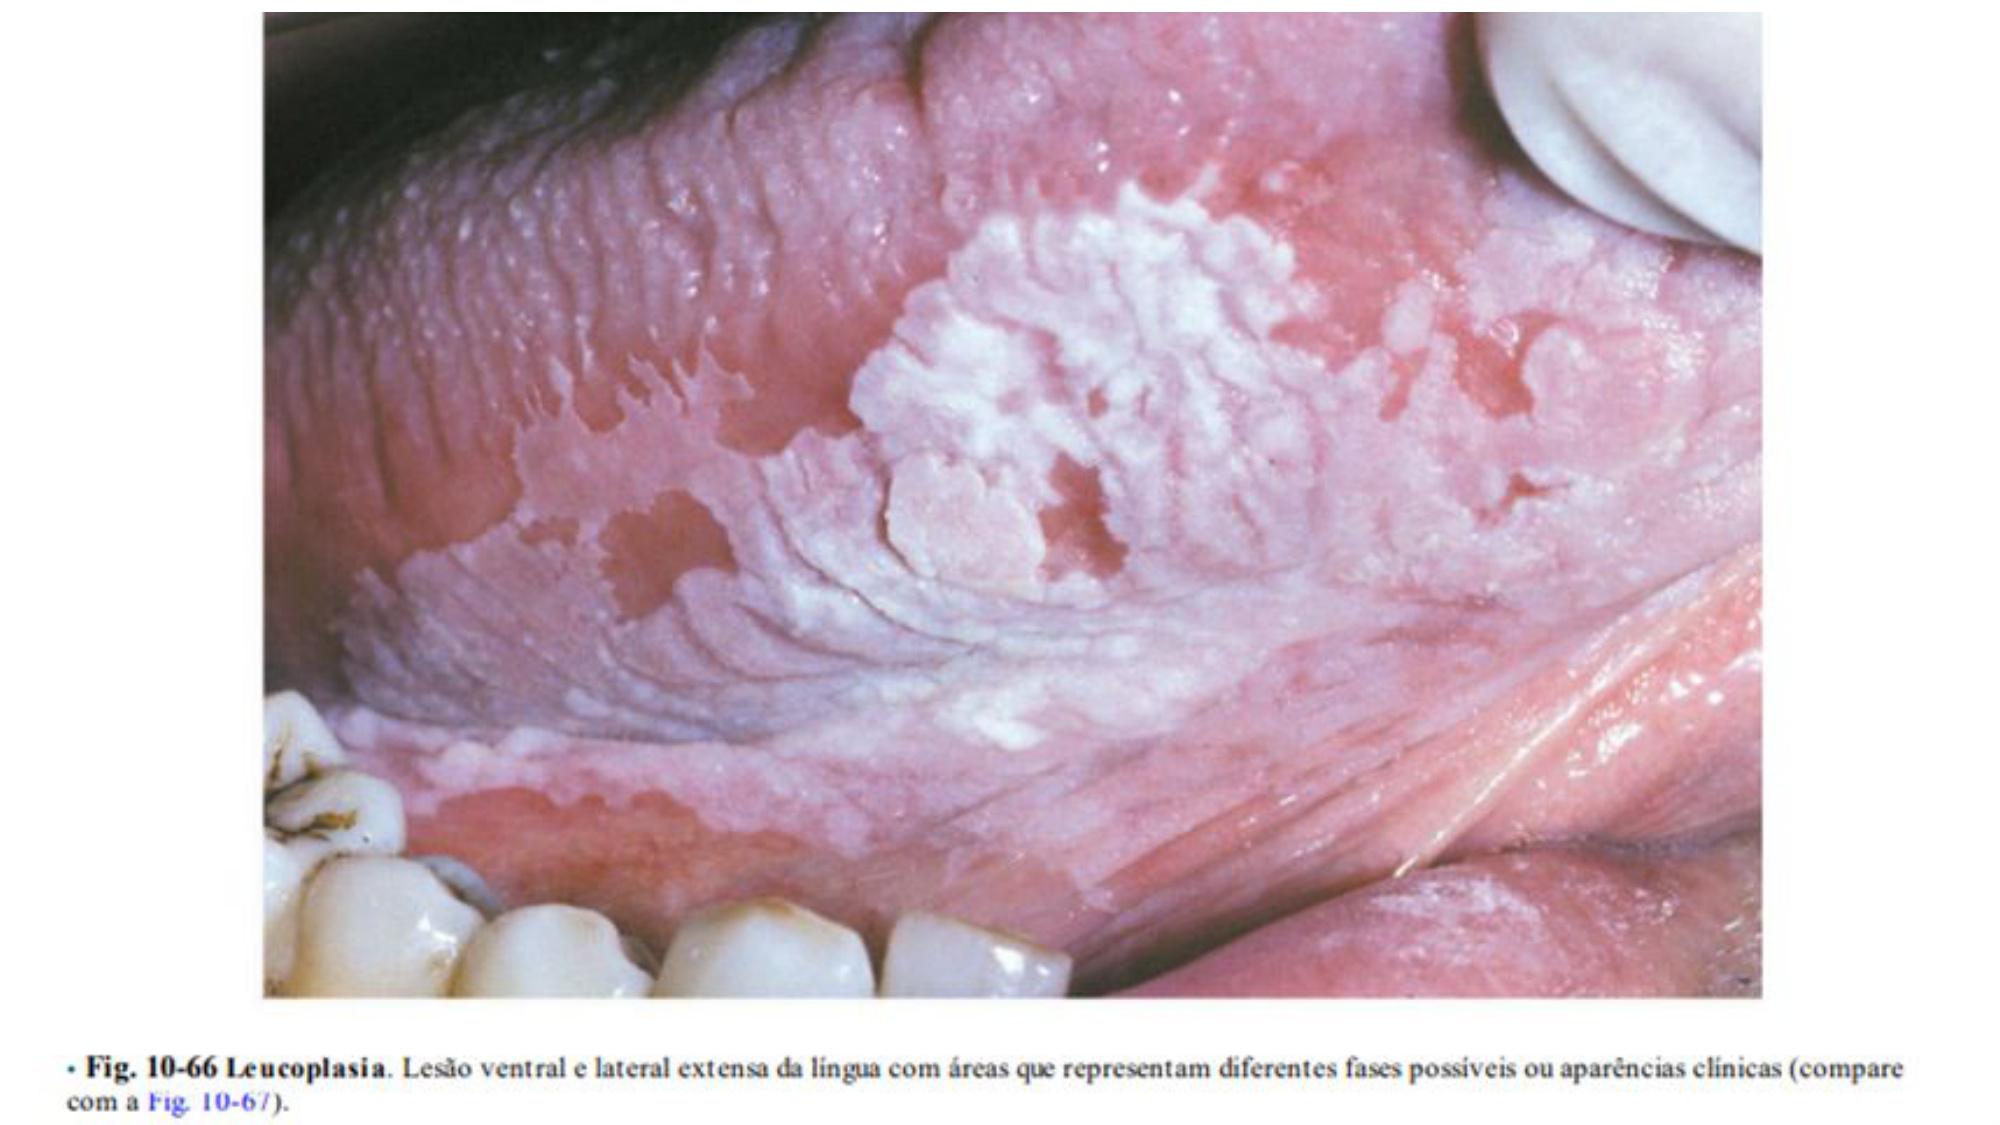 • Fig. 10-66 Leucoplasia. Lesão ventral e lateral extensa da língua com áreas que representam diferentes fases possíveis ou aparências clínicas (compare
com a Fig. 10-67).